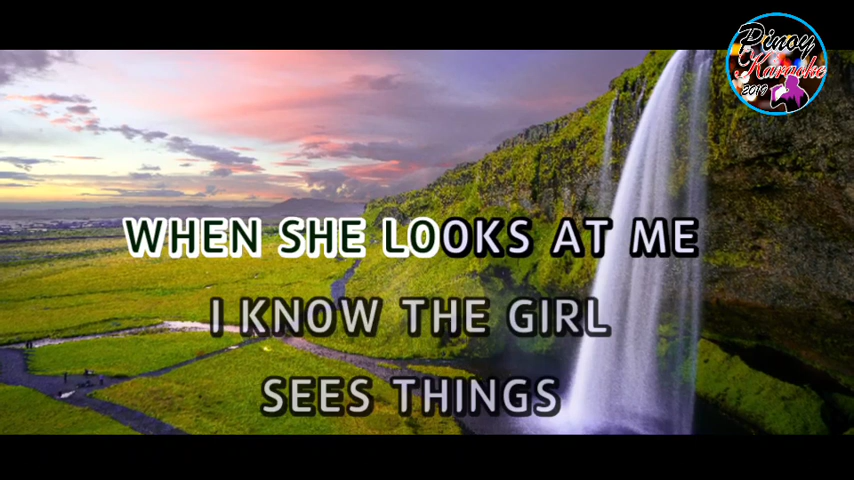 Pinoy
Karaoke
2019
WHEN SHE LOOKS AT ME
I KNOW THE GIRL
SEES THINGS